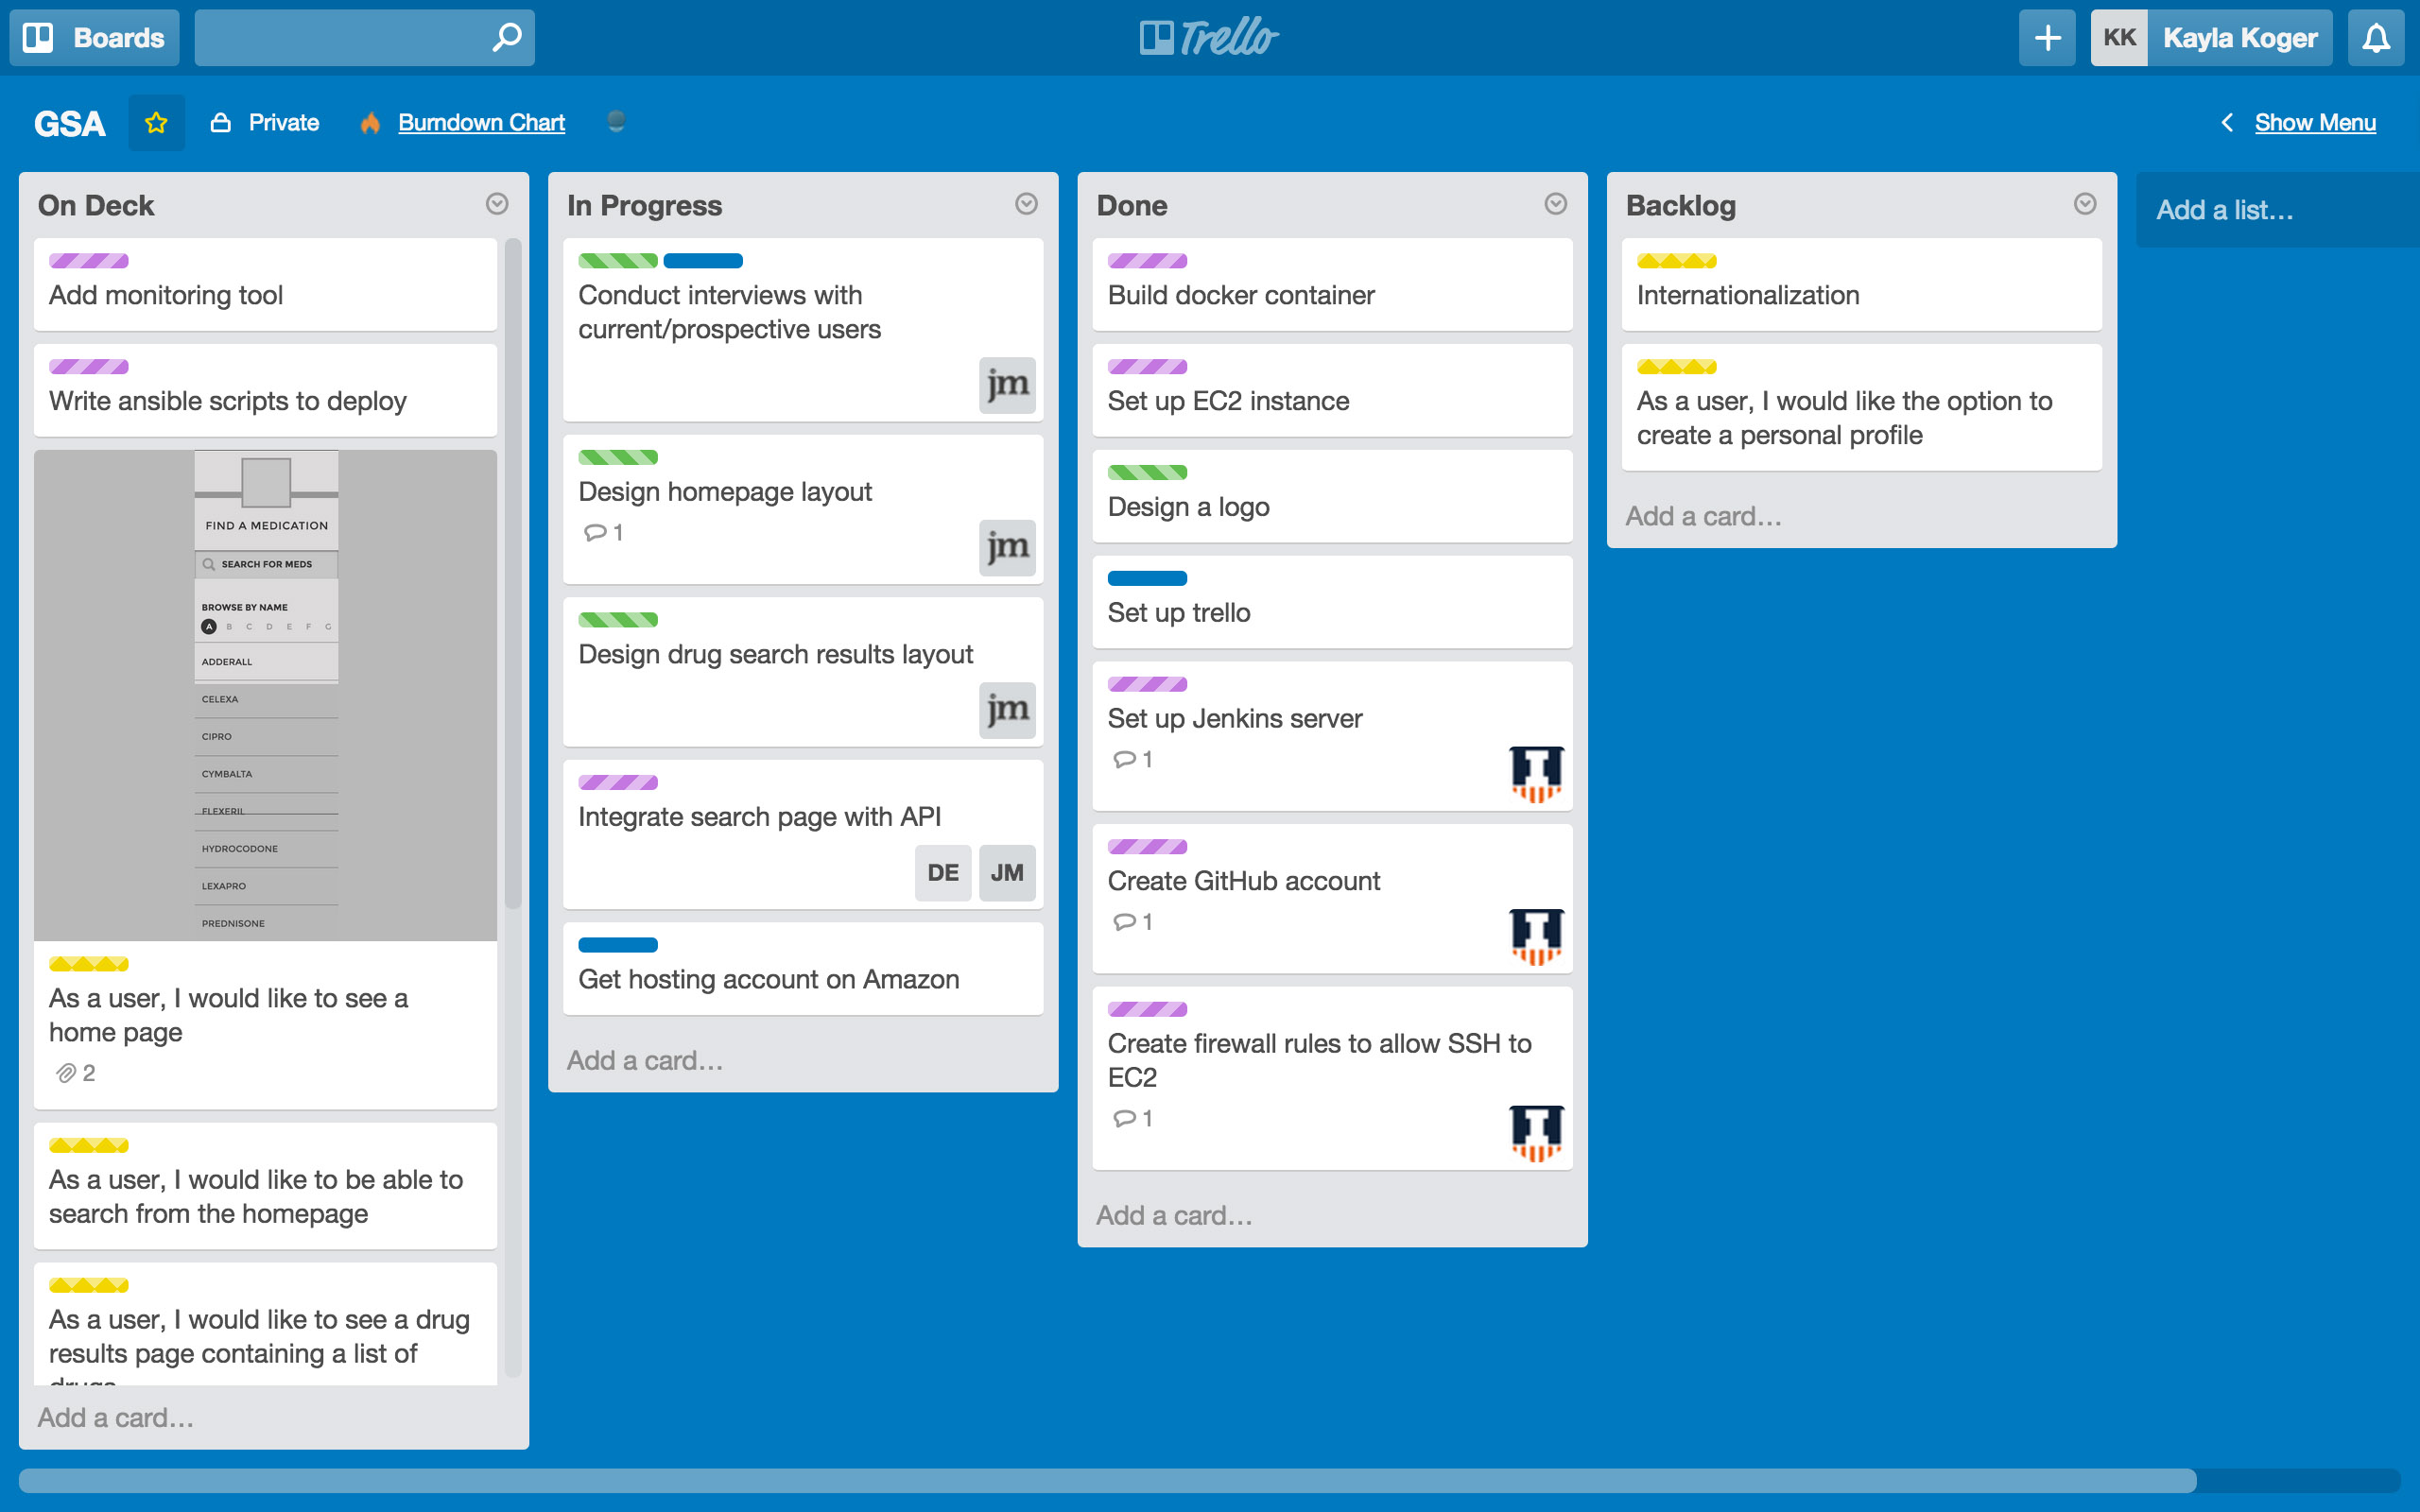 Boards
Trello
KK
Kayla Koger
GSA
Private
Burndown Chart
Show Menu
On Deck
Add monitoring tool
Write ansible scripts to deploy
FIND A MEDICATION
SEARCH FOR MEDS
BROWSE BY NAME
A B C D E F G
ADDERALL
CELEXA
CIPRO
CYMBALTA
FLEXERIL
HYDROCODONE
LEXAPRO
PREDNISONE
As a user, I would like to see a
home page
2
As a user, I would like to be able to
search from the homepage
As a user, I would like to see a drug
results page containing a list of
drugs
Add a card…
In Progress
Conduct interviews with
current/prospective users
jm
Design homepage layout
1
jm
Design drug search results layout
jm
Integrate search page with API
DE JM
Get hosting account on Amazon
Add a card…
Done
Build docker container
Set up EC2 instance
Design a logo
Set up trello
Set up Jenkins server
1
I
Create GitHub account
1
I
Create firewall rules to allow SSH to
EC2
1
I
Add a card…
Backlog
Internationalization
As a user, I would like the option to
create a personal profile
Add a card…
Add a list…